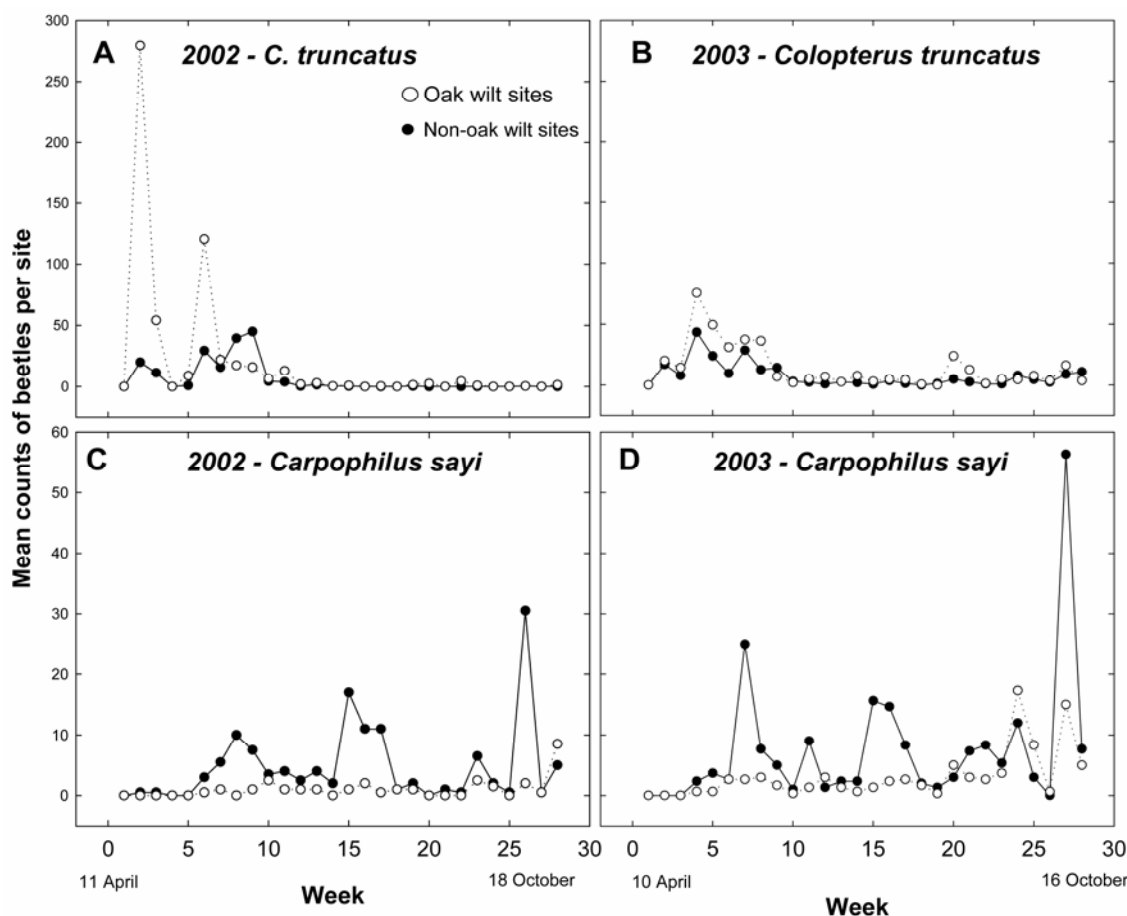 A 2002 - C. truncatus
Oak wilt sites
Non-oak wilt sites
B 2003 - Colopterus truncatus
300
250
200
150
100
50
0
C 2002 - Carpophilus sayi
D 2003 - Carpophilus sayi
60
50
40
30
20
10
0
Mean counts of beetles per site
0 5 10 15 20 25 30
0 5 10 15 20 25 30
11 April 18 October
10 April 16 October
Week
Week